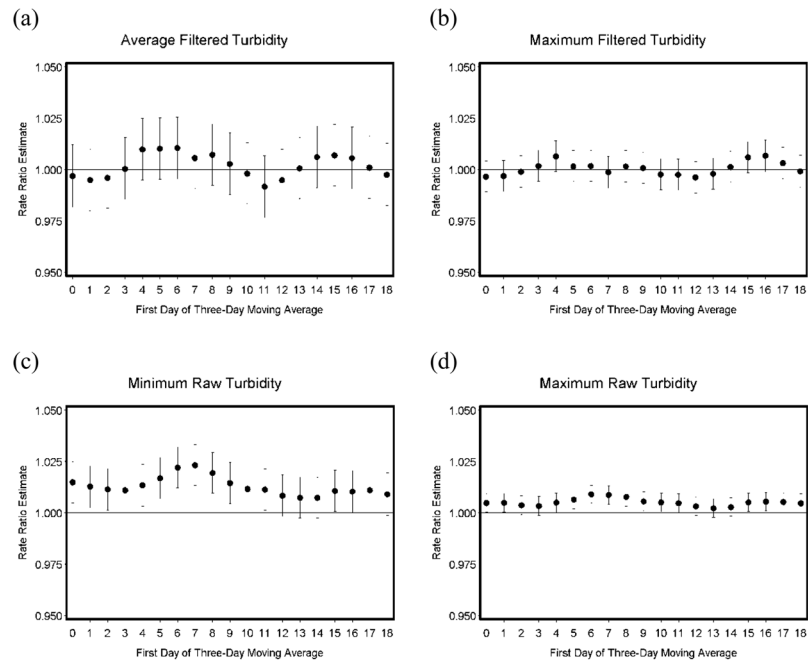 (a)
Average Filtered Turbidity
Rate Ratio Estimate
1.050
1.025
1.000
0.975
0.950
0 1 2 3 4 5 6 7 8 9 10 11 12 13 14 15 16 17 18
First Day of Three-Day Moving Average
(b)
Maximum Filtered Turbidity
Rate Ratio Estimate
1.050
1.025
1.000
0.975
0.950
0 1 2 3 4 5 6 7 8 9 10 11 12 13 14 15 16 17 18
First Day of Three-Day Moving Average
(c)
Minimum Raw Turbidity
Rate Ratio Estimate
1.050
1.025
1.000
0.975
0.950
0 1 2 3 4 5 6 7 8 9 10 11 12 13 14 15 16 17 18
First Day of Three-Day Moving Average
(d)
Maximum Raw Turbidity
Rate Ratio Estimate
1.050
1.025
1.000
0.975
0.950
0 1 2 3 4 5 6 7 8 9 10 11 12 13 14 15 16 17 18
First Day of Three-Day Moving Average